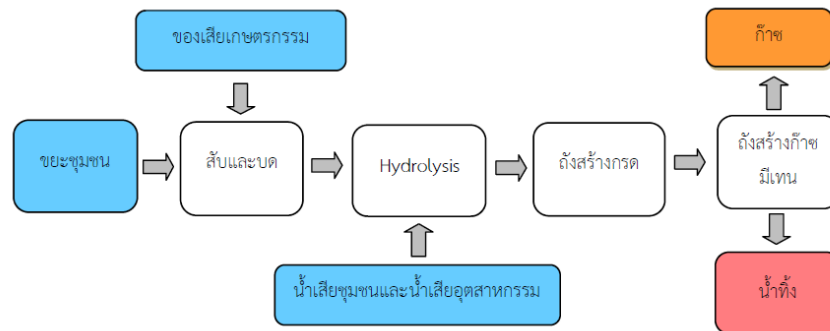 ของเสียเกษตรกรรม
ก๊าซ
ขยะชุมชน
สับและบด
Hydrolysis
ถังสร้างกรด
ถังสร้างก๊าซ
มีเทน
น้ำเสียชุมชนและน้ำเสียอุตสาหกรรม
น้ำทิ้ง